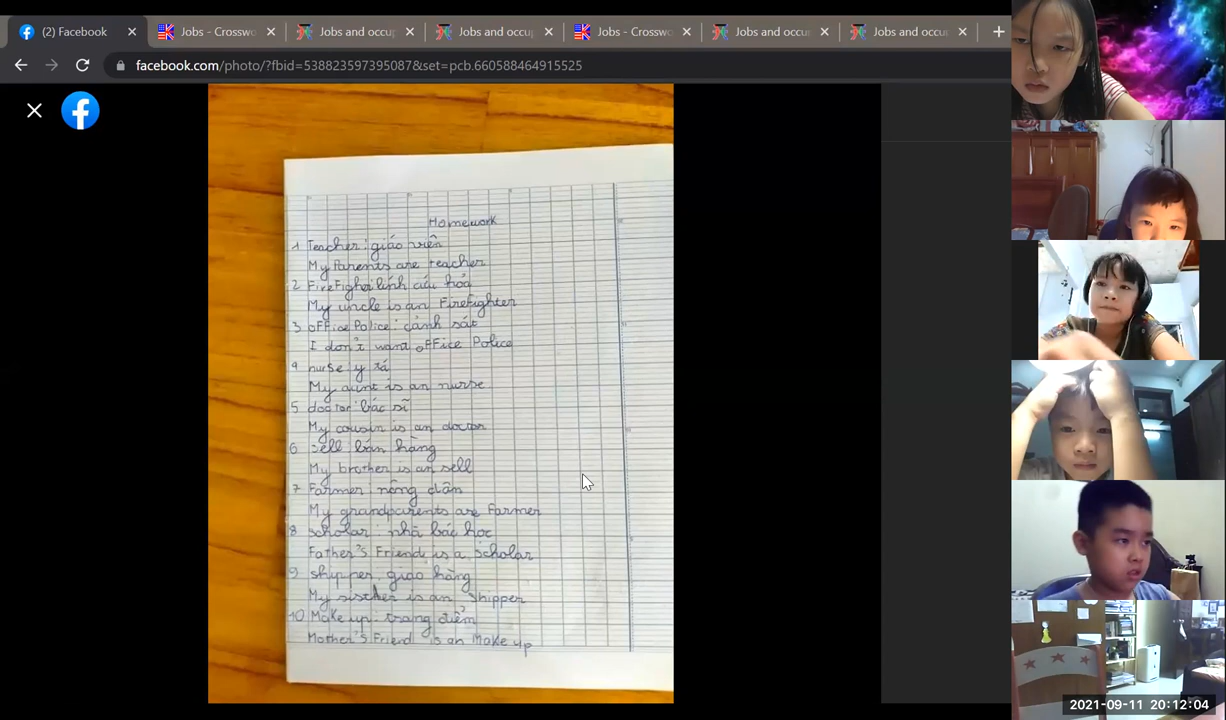 (2) Facebook
Jobs - Crosswo
Jobs and occup
Jobs and occup
Jobs - Crosswo
Jobs and occup
Jobs and occup
facebook.com/photo/?fbid=538823597395087&set=pcb.660588464915525
Homework
1 Teacher: giáo viên
My Parents are teacher
2 FireFighter lính cứu hỏa
My uncle is an FireFighter
3 oFFice Police: cảnh sát
I don't want oFFice Police
4 nurse y tá
My aunt is an nurse
5 doctor: bác sĩ
My cousin is an doctor
6 Sell bán hàng
My brother is an sell
7 Farmer: nông dân
My grandparents are Farmer
8 scholar: nhà bác học
Father's Friend is a scholar
9 shipper: giao hàng
My is an shipper
10 Make up: trang điểm
Mother's Friend is an Make up
2021-09-11 20:12:04